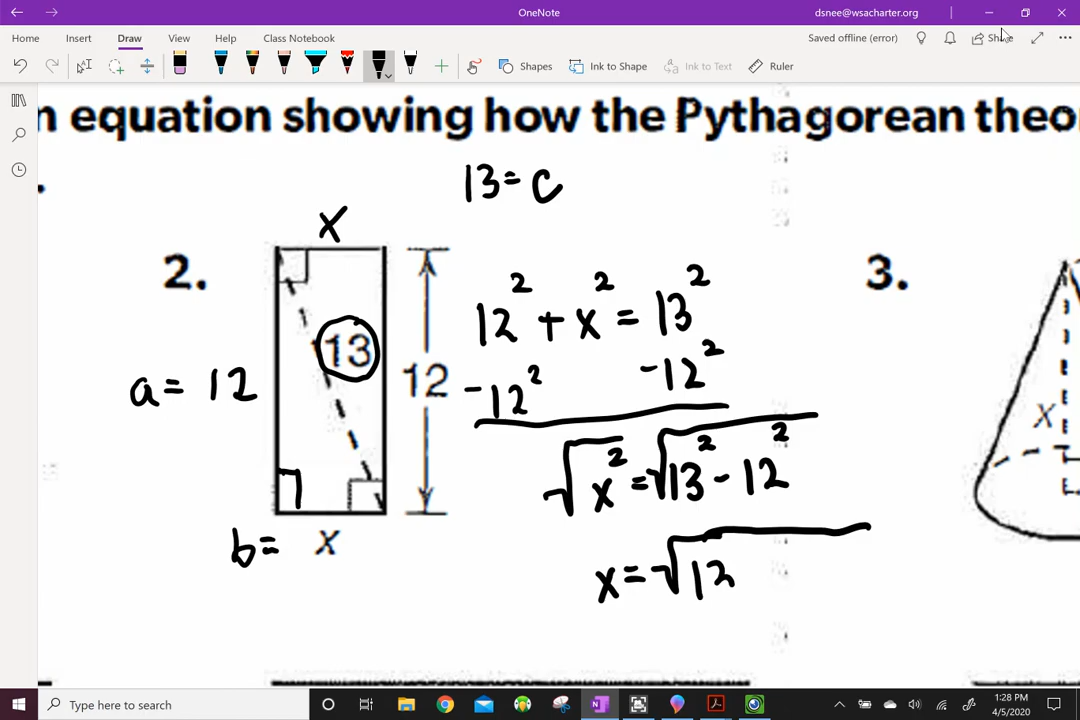 OneNote
dsnee@wsacharter.org
Home Insert Draw View Help Class Notebook
Saved offline (error)
Share
Shapes Ink to Shape Ink to Text Ruler
n equation showing how the Pythagorean theo
13 = c
x
2.
3.
12² + x² = 13²
13
-12² -12²
a = 12
12
√x² = √13² - 12²
x
b = x
x = √12
Type here to search
1:28 PM
4/5/2020